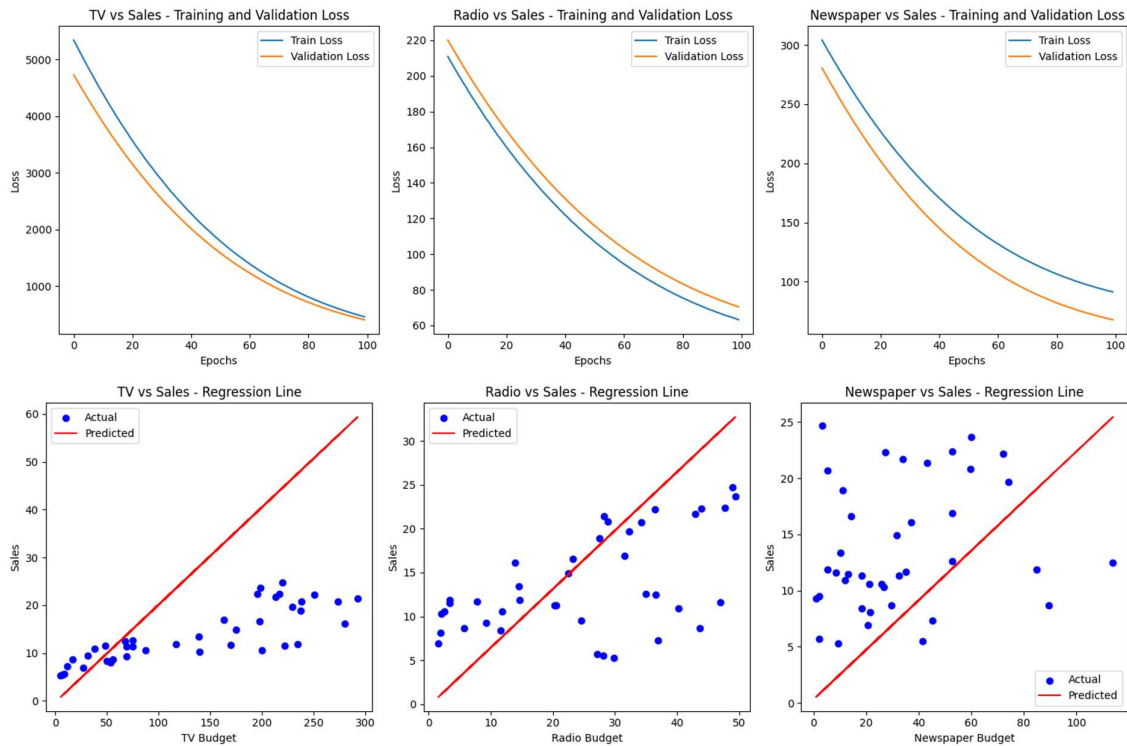 TV vs Sales - Training and Validation Loss
Train Loss
Validation Loss
5000
4000
3000
2000
1000
Loss
0
20
40
60
80
100
Epochs
Radio vs Sales - Training and Validation Loss
Train Loss
Validation Loss
220
200
180
160
140
120
100
80
60
Loss
0
20
40
60
80
100
Epochs
Newspaper vs Sales - Training and Validation Loss
Train Loss
Validation Loss
300
250
200
150
100
Loss
0
20
40
60
80
100
Epochs
TV vs Sales - Regression Line
Actual
Predicted
60
50
40
30
20
10
0
Sales
0
50
100
150
200
250
300
TV Budget
Radio vs Sales - Regression Line
Actual
Predicted
30
25
20
15
10
5
0
Sales
0
10
20
30
40
50
Radio Budget
Newspaper vs Sales - Regression Line
25
20
15
10
5
0
Sales
Actual
Predicted
0
20
40
60
80
100
Newspaper Budget